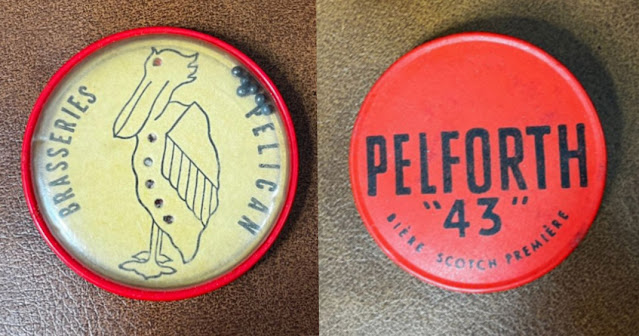 BRASSERIES
PELICAN
PELFORTH
"43"
BIÈRE SCOTCH PREMIÈRE